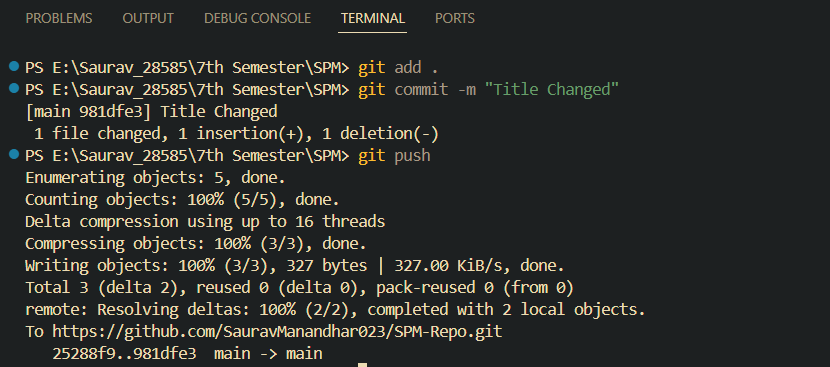 PROBLEMS OUTPUT DEBUG CONSOLE TERMINAL PORTS
PS E:\Saurav_28585\7th Semester\SPM> git add .
PS E:\Saurav_28585\7th Semester\SPM> git commit -m "Title Changed"
[main 981dfe3] Title Changed
 1 file changed, 1 insertion(+), 1 deletion(-)
PS E:\Saurav_28585\7th Semester\SPM> git push
Enumerating objects: 5, done.
Counting objects: 100% (5/5), done.
Delta compression using up to 16 threads
Compressing objects: 100% (3/3), done.
Writing objects: 100% (3/3), 327 bytes | 327.00 KiB/s, done.
Total 3 (delta 2), reused 0 (delta 0), pack-reused 0 (from 0)
remote: Resolving deltas: 100% (2/2), completed with 2 local objects.
To https://github.com/SauravManandhar023/SPM-Repo.git
   25288f9..981dfe3  main -> main